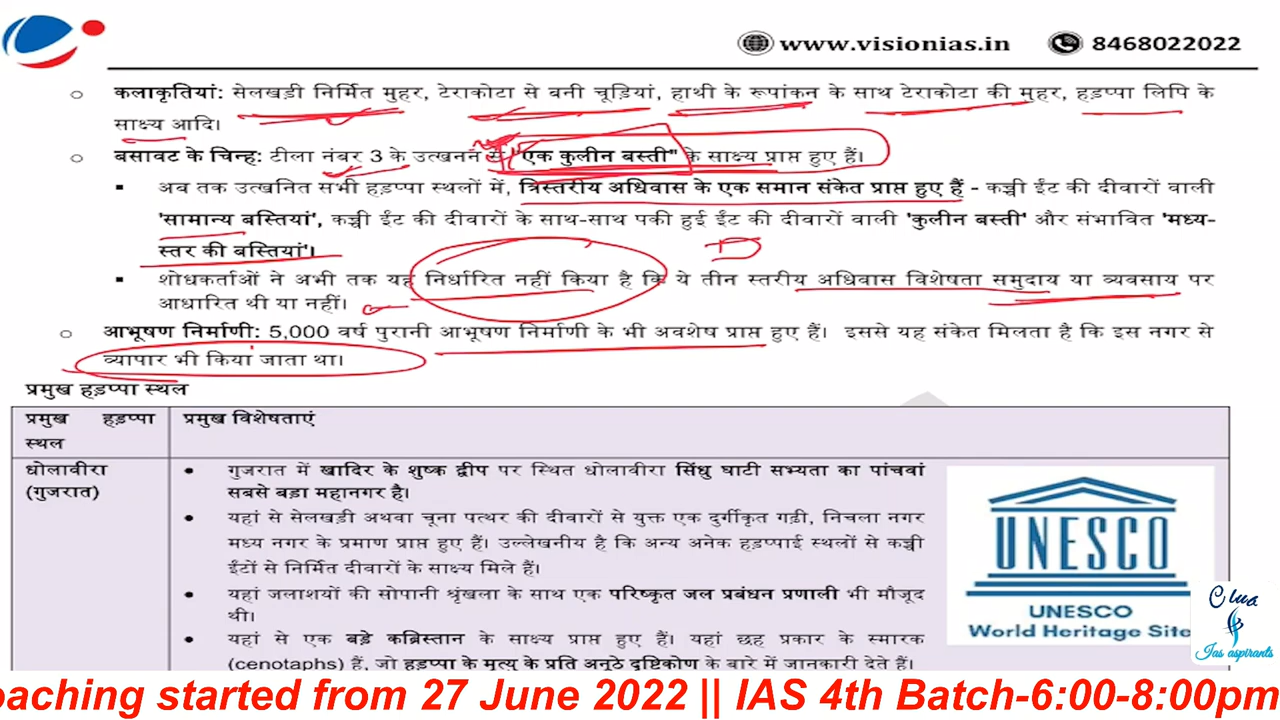 www.visionias.in 8468022022
कलाकृतियां: सेलखड़ी निर्मित मुहर, टेराकोटा से बनी चूड़ियां, हाथी के रूपांकन के साथ टेराकोटा की मुहर, हड़प्पा लिपि के
साक्ष्य आदि।
बसावट के चिन्ह: टीला नंबर 3 के उत्खनन से "एक कुलीन बस्ती" के साक्ष्य प्राप्त हुए हैं।
अब तक उत्खनित सभी हड़प्पा स्थलों में, त्रिस्तरीय अधिवास के एक समान संकेत प्राप्त हुए हैं - कच्ची ईंट की दीवारों वाली
'सामान्य बस्तियां', कच्ची ईंट की दीवारों के साथ-साथ पकी हुई ईंट की दीवारों वाली 'कुलीन बस्ती' और संभावित 'मध्य-
स्तर की बस्तियां'।
शोधकर्ताओं ने अभी तक यह निर्धारित नहीं किया है कि ये तीन स्तरीय अधिवास विशेषता समुदाय या व्यवसाय पर
आधारित थी या नहीं।
आभूषण निर्माणी: 5,000 वर्ष पुरानी आभूषण निर्माणी के भी अवशेष प्राप्त हुए हैं। इससे यह संकेत मिलता है कि इस नगर से
व्यापार भी किया जाता था।
प्रमुख हड़प्पा स्थल
प्रमुख हड़प्पा प्रमुख विशेषताएं
स्थल
धोलावीरा गुजरात में खादिर के शुष्क द्वीप पर स्थित धोलावीरा सिंधु घाटी सभ्यता का पांचवां
(गुजरात) सबसे बड़ा महानगर है।
यहां से सेलखड़ी अथवा चूना पत्थर की दीवारों से युक्त एक दुर्गीकृत गढ़ी, निचला नगर
मध्य नगर के प्रमाण प्राप्त हुए हैं। उल्लेखनीय है कि अन्य अनेक हड़प्पाई स्थलों से कच्ची
ईंटों से निर्मित दीवारों के साक्ष्य मिले हैं।
यहां जलाशयों की सोपानी श्रृंखला के साथ एक परिष्कृत जल प्रबंधन प्रणाली भी मौजूद
थी।
यहां से एक बड़े कब्रिस्तान के साक्ष्य प्राप्त हुए हैं। यहां छह प्रकार के स्मारक
(cenotaphs) हैं, जो हड़प्पा के मृत्यु के प्रति अनूठे दृष्टिकोण के बारे में जानकारी देते हैं।
UNESCO
UNESCO
World Heritage Site
Clue
Ias aspirants
oaching started from 27 June 2022 || IAS 4th Batch-6:00-8:00pm